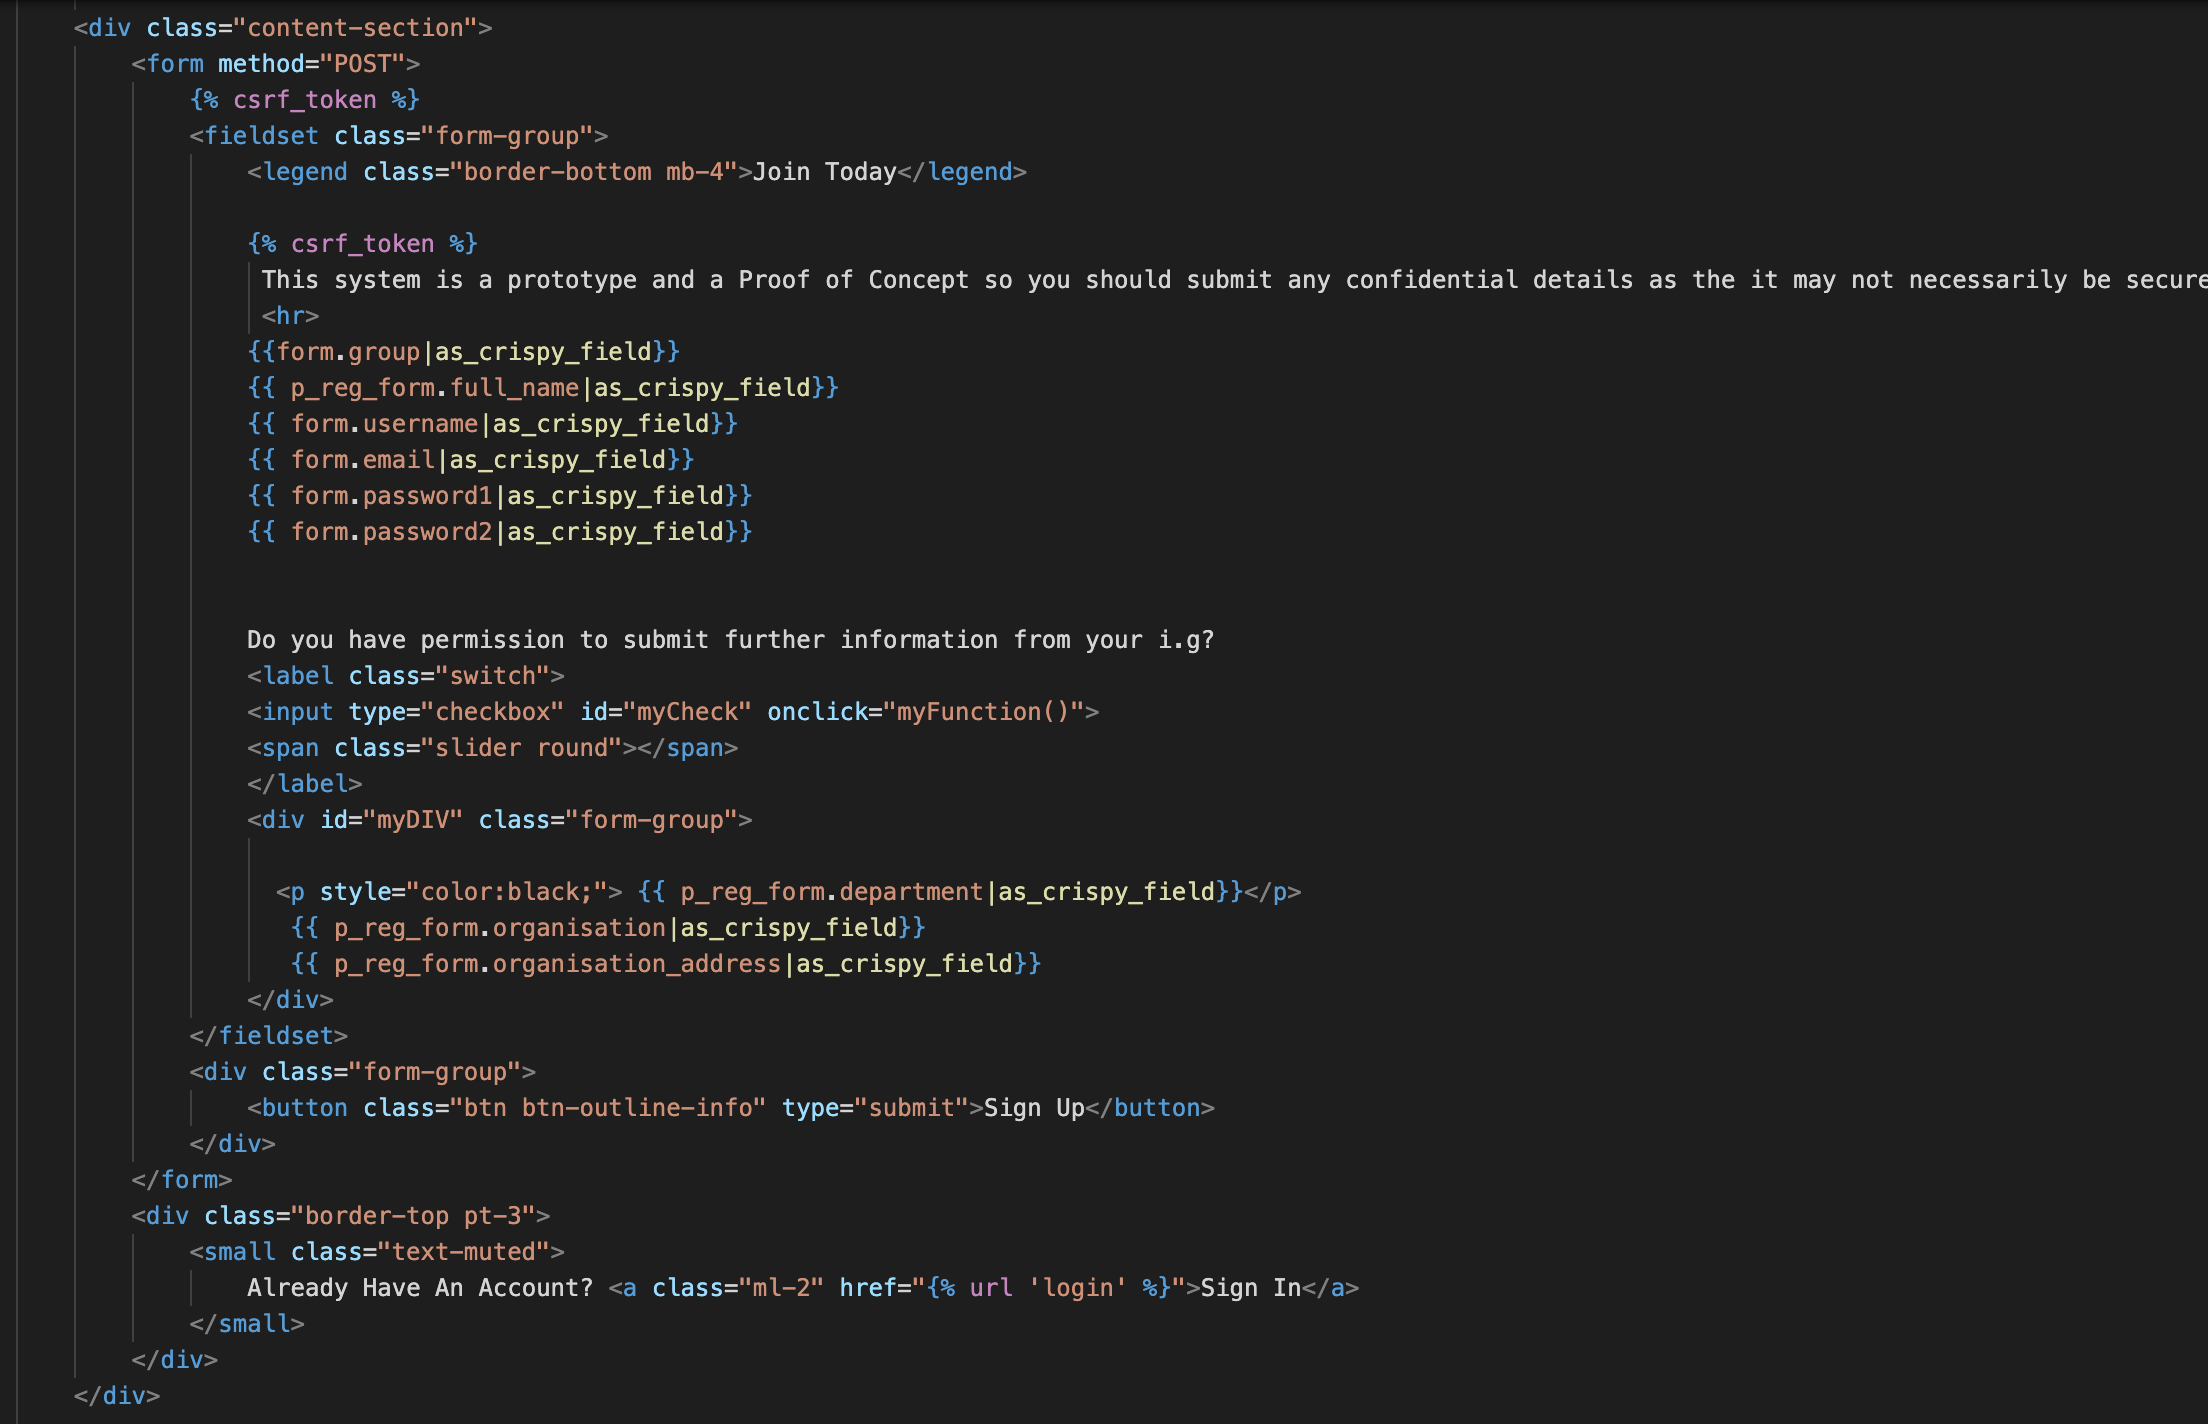 <div class="content-section">
<form method="POST">
{% csrf_token %}
<fieldset class="form-group">
<legend class="border-bottom mb-4">Join Today</legend>
{% csrf_token %}
This system is a prototype and a Proof of Concept so you should submit any confidential details as the it may not necessarily be secure
<hr>
{{form.group|as_crispy_field}}
{{ p_reg_form.full_name|as_crispy_field}}
{{ form.username|as_crispy_field}}
{{ form.email|as_crispy_field}}
{{ form.password1|as_crispy_field}}
{{ form.password2|as_crispy_field}}
Do you have permission to submit further information from your i.g?
<label class="switch">
<input type="checkbox" id="myCheck" onclick="myFunction()">
<span class="slider round"></span>
</label>
<div id="myDIV" class="form-group">
<p style="color:black;"> {{ p_reg_form.department|as_crispy_field}}</p>
{{ p_reg_form.organisation|as_crispy_field}}
{{ p_reg_form.organisation_address|as_crispy_field}}
</div>
</fieldset>
<div class="form-group">
<button class="btn btn-outline-info" type="submit">Sign Up</button>
</div>
</form>
<div class="border-top pt-3">
<small class="text-muted">
Already Have An Account? <a class="ml-2" href="{% url 'login' %}">Sign In</a>
</small>
</div>
</div>